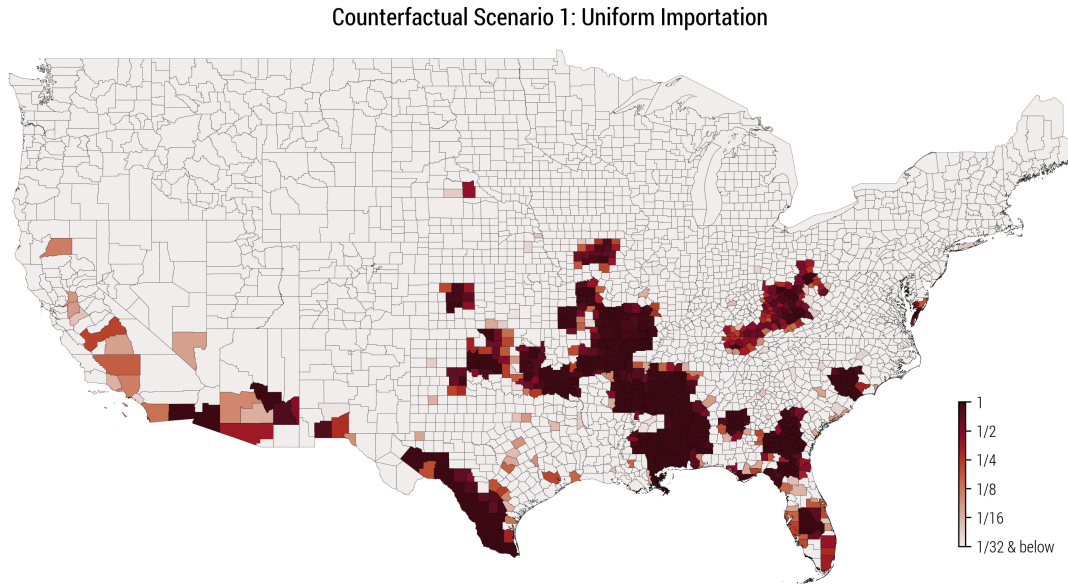 Counterfactual Scenario 1: Uniform Importation
1
1/2
1/4
1/8
1/16
1/32 & below